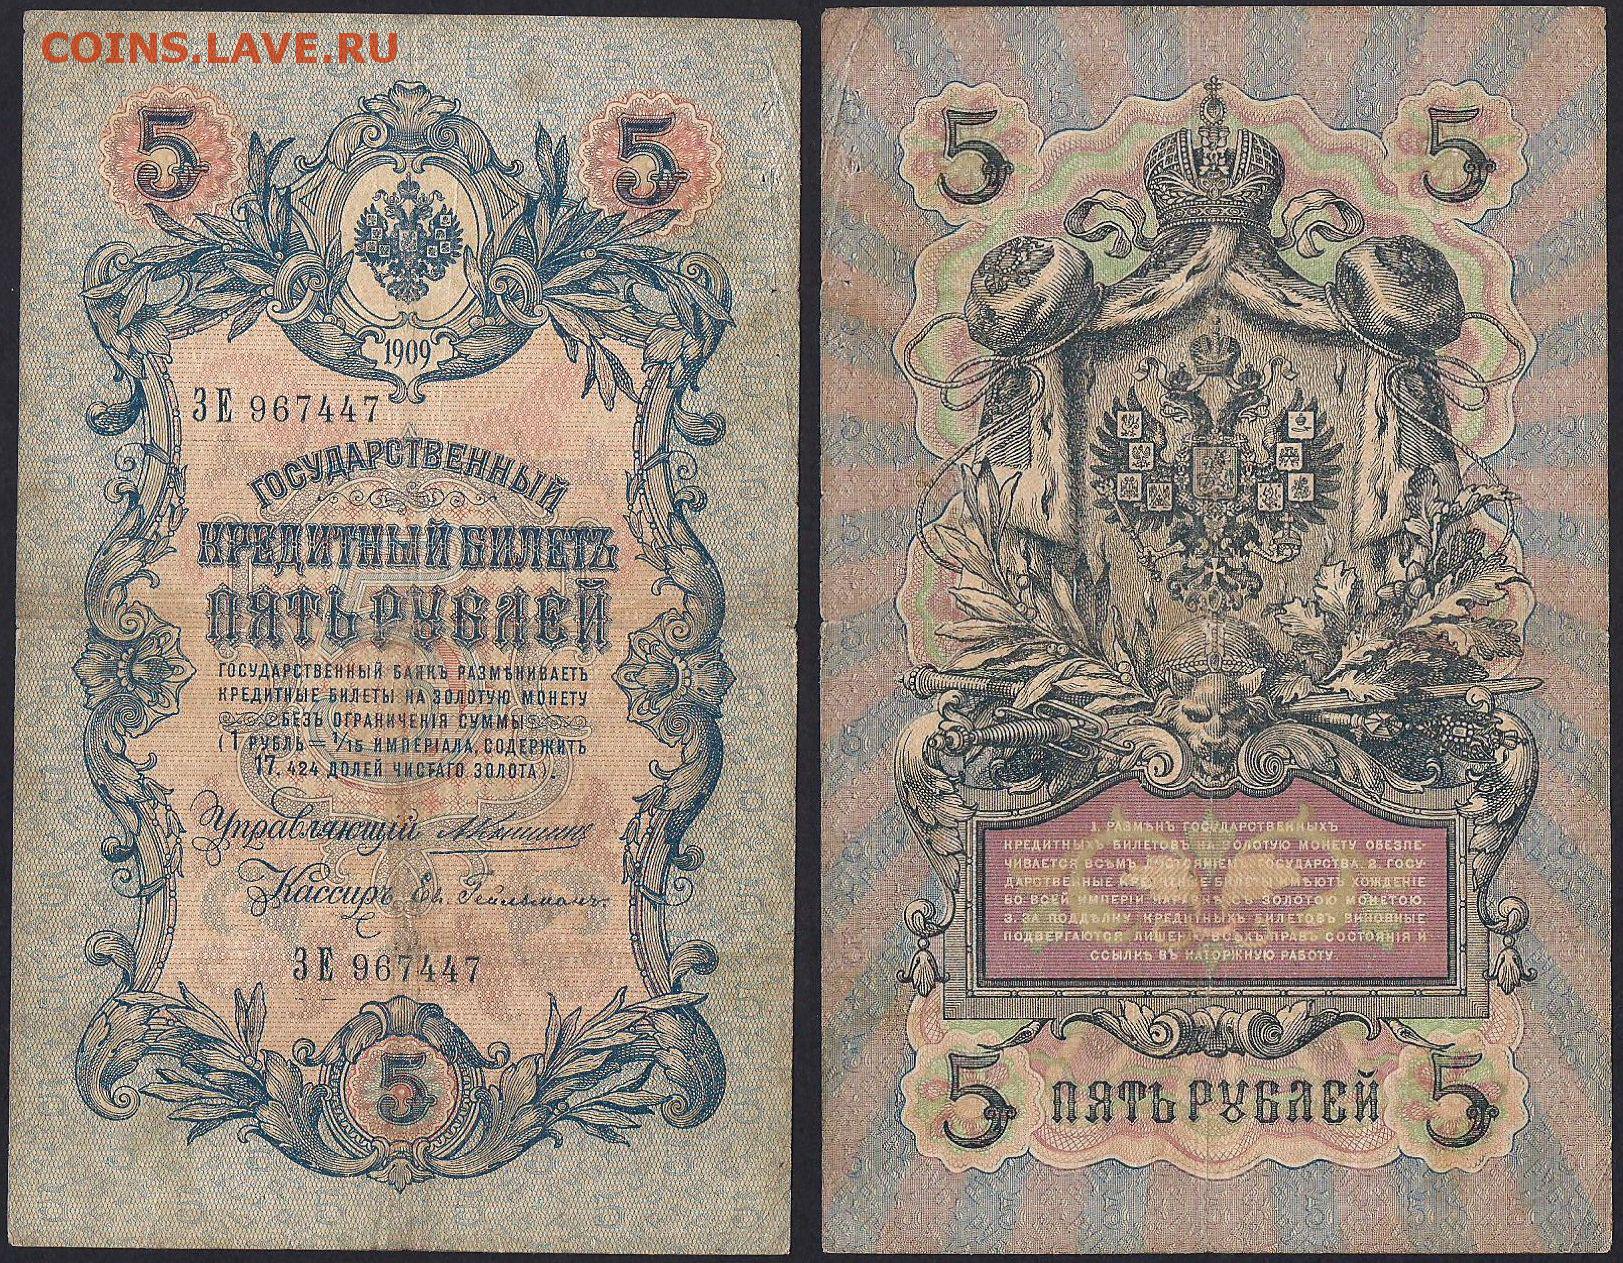 COINS.LAVE.RU
5 5
1909
ЗЕ 967447
ГОСУДАРСТВЕННЫЙ
КРЕДИТНЫЙ БИЛЕТЪ
ПЯТЬ РУБЛЕЙ
ГОСУДАРСТВЕННЫЙ БАНКЪ РАЗМѢНИВАЕТЪ
КРЕДИТНЫЕ БИЛЕТЫ НА ЗОЛОТУЮ МОНЕТУ
БЕЗЪ ОГРАНИЧЕНІЯ СУММЫ
(1 РУБЛЬ = 1/15 ИМПЕРІАЛА, СОДЕРЖИТЪ
17,424 ДОЛЕЙ ЧИСТАГО ЗОЛОТА).
Управляющій
Кассиръ
ЗЕ 967447
5
5 5
1. РАЗМѢНЪ ГОСУДАРСТВЕННЫХЪ
КРЕДИТНЫХЪ БИЛЕТОВЪ НА ЗОЛОТУЮ МОНЕТУ ОБЕЗПЕ-
ЧИВАЕТСЯ ВСѢМЪ ДОСТОЯНІЕМЪ ГОСУДАРСТВА. 2. ГОСУ-
ДАРСТВЕННЫЕ КРЕДИТНЫЕ БИЛЕТЫ ИМѢЮТЪ ХОЖДЕНІЕ
ВО ВСЕЙ ИМПЕРІИ НАРАВНѢ СЪ ЗОЛОТОЮ МОНЕТОЮ.
3. ЗА ПОДДѢЛКУ КРЕДИТНЫХЪ БИЛЕТОВЪ ВИНОВНЫЕ
ПОДВЕРГАЮТСЯ ЛИШЕНІЮ ВСѢХЪ ПРАВЪ СОСТОЯНІЯ И
ССЫЛКѢ ВЪ КАТОРЖНУЮ РАБОТУ.
5 ПЯТЬ РУБЛЕЙ 5